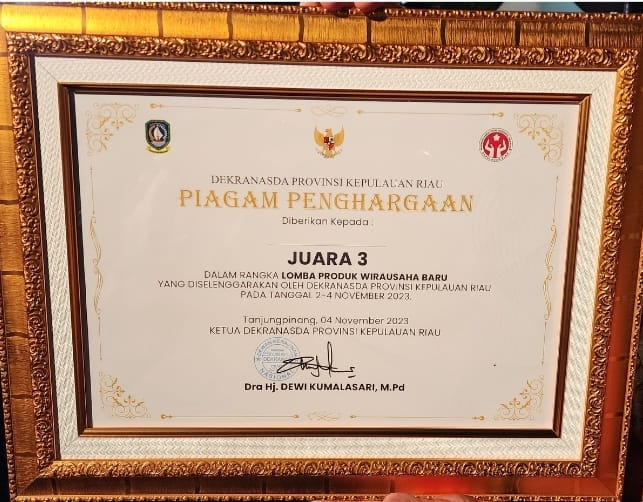 DEKRANASDA PROVINSI KEPULAUAN RIAU
PIAGAM PENGHARGAAN
Diberikan Kepada :
JUARA 3
DALAM RANGKA LOMBA PRODUK WIRAUSAHA BARU
YANG DISELENGGARAKAN OLEH DEKRANASDA PROVINSI KEPULAUAN RIAU
PADA TANGGAL 2-4 NOVEMBER 2023.
Tanjungpinang, 04 November 2023
KETUA DEKRANASDA PROVINSI KEPULAUAN RIAU
Dra Hj. DEWI KUMALASARI, M.Pd